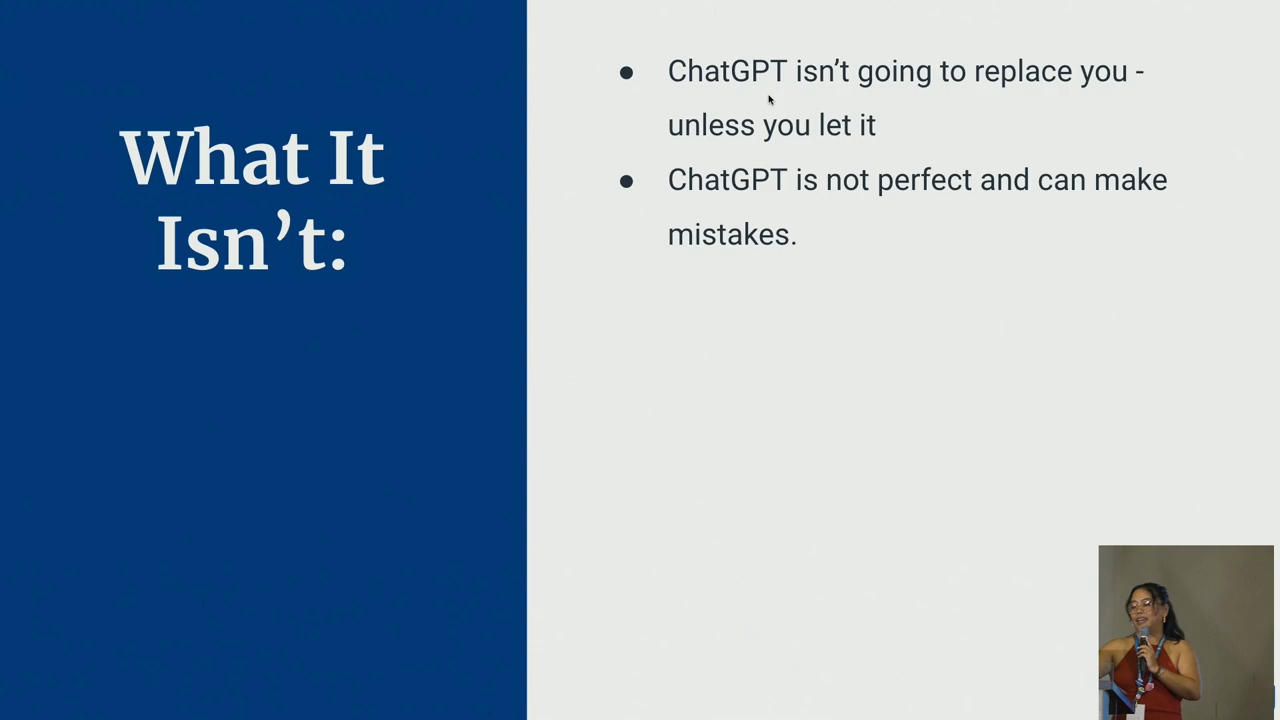 What It
Isn’t:
● ChatGPT isn’t going to replace you -
unless you let it
● ChatGPT is not perfect and can make
mistakes.